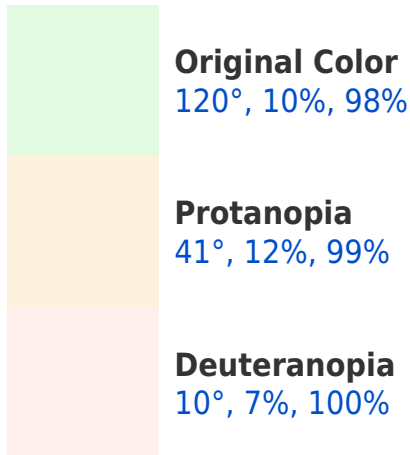 Original Color
120°, 10%, 98%
Protanopia
41°, 12%, 99%
Deuteranopia
10°, 7%, 100%